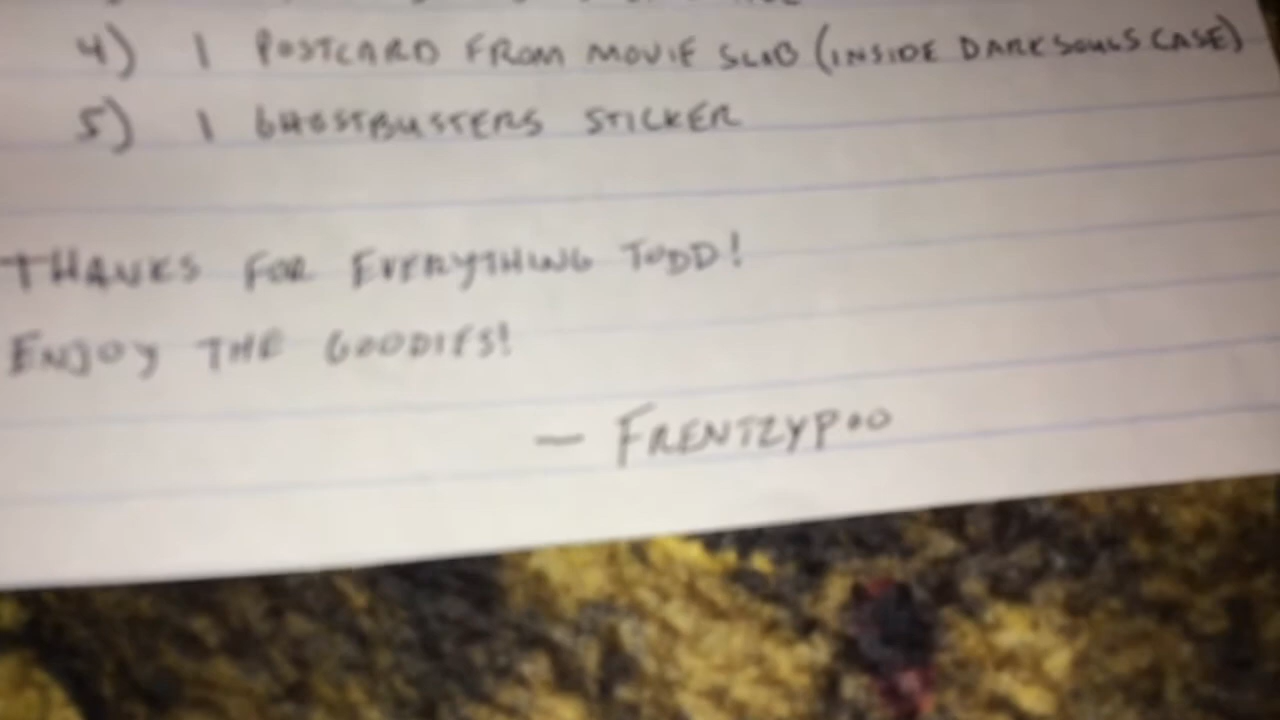 4) 1 POSTCARD FROM MOVIE SLAB (INSIDE DARKSOULS CASE)
5) 1 GHOSTBUSTERS STICKER
THANKS FOR EVERYTHING TODD!
ENJOY THE GOODIES!
— FRENTZYPOO